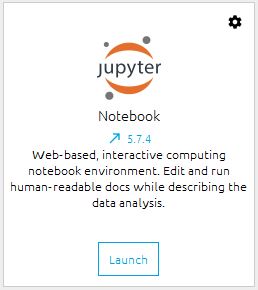 jupyter
Notebook
5.7.4
Web-based, interactive computing
notebook environment. Edit and run
human-readable docs while describing the
data analysis.
Launch